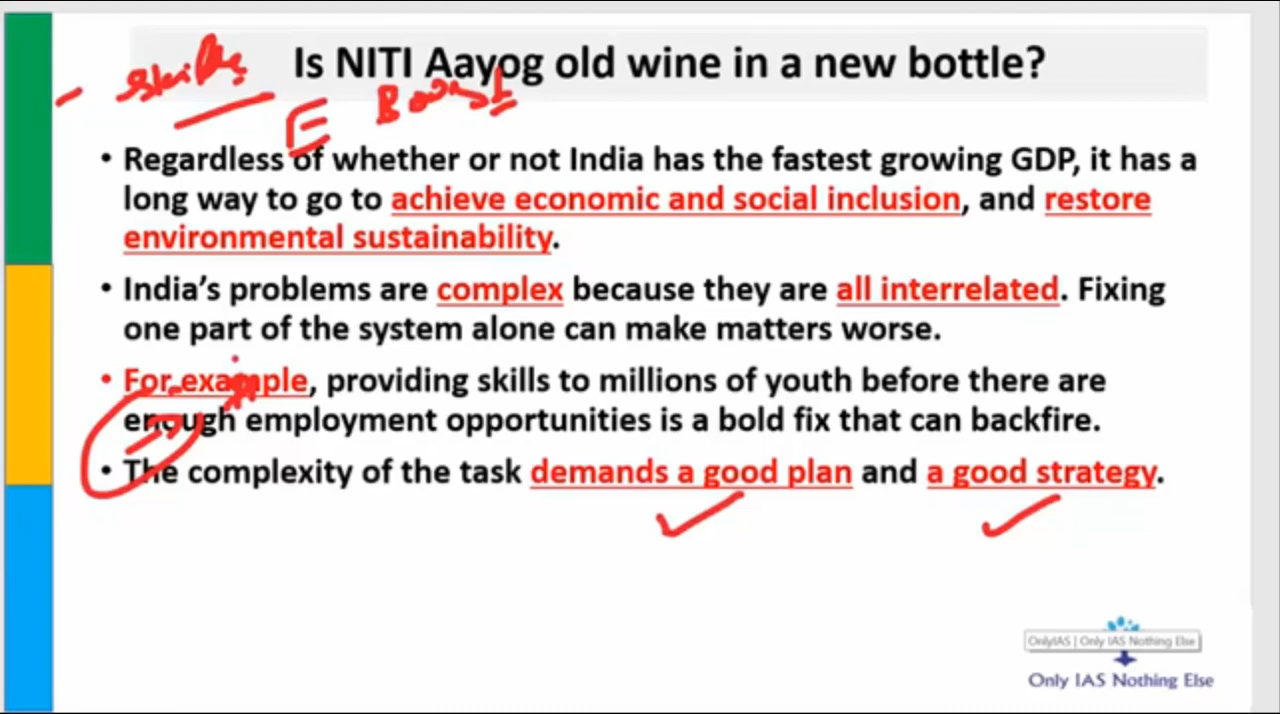 Is NITI Aayog old wine in a new bottle?
- Skills
E Boost
• Regardless of whether or not India has the fastest growing GDP, it has a
long way to go to achieve economic and social inclusion, and restore
environmental sustainability.
• India’s problems are complex because they are all interrelated. Fixing
one part of the system alone can make matters worse.
• For example, providing skills to millions of youth before there are
enough employment opportunities is a bold fix that can backfire.
• The complexity of the task demands a good plan and a good strategy.
OnlyIAS | Only IAS Nothing Else
Only IAS Nothing Else